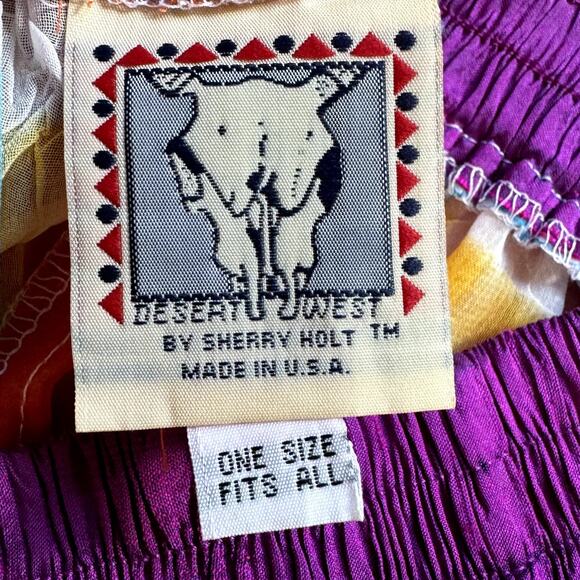 DESERT WEST
BY SHERRY HOLT ™
MADE IN U.S.A.
ONE SIZE
FITS ALL